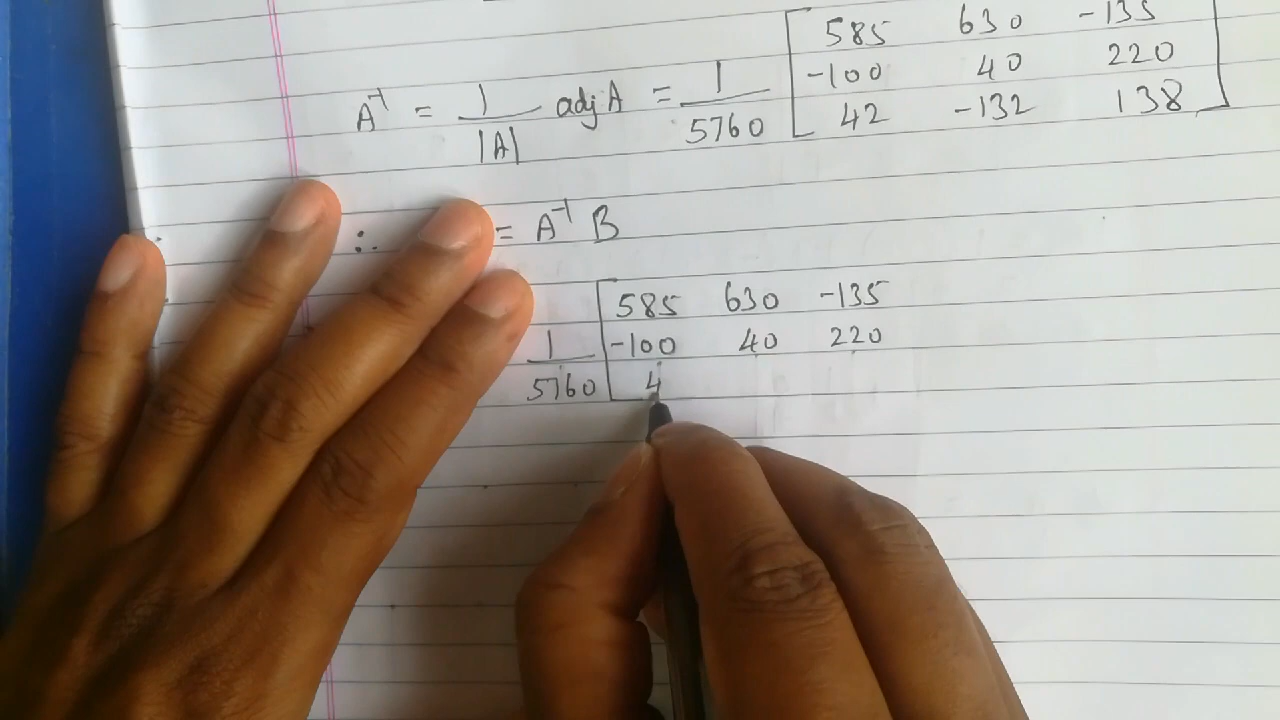 585 630 -135
-100 40 220
A⁻¹ = 1/|A| adj A = 1/5760 42 -132 138
∴ = A⁻¹ B
585 630 -135
1/5760 -100 40 220
4